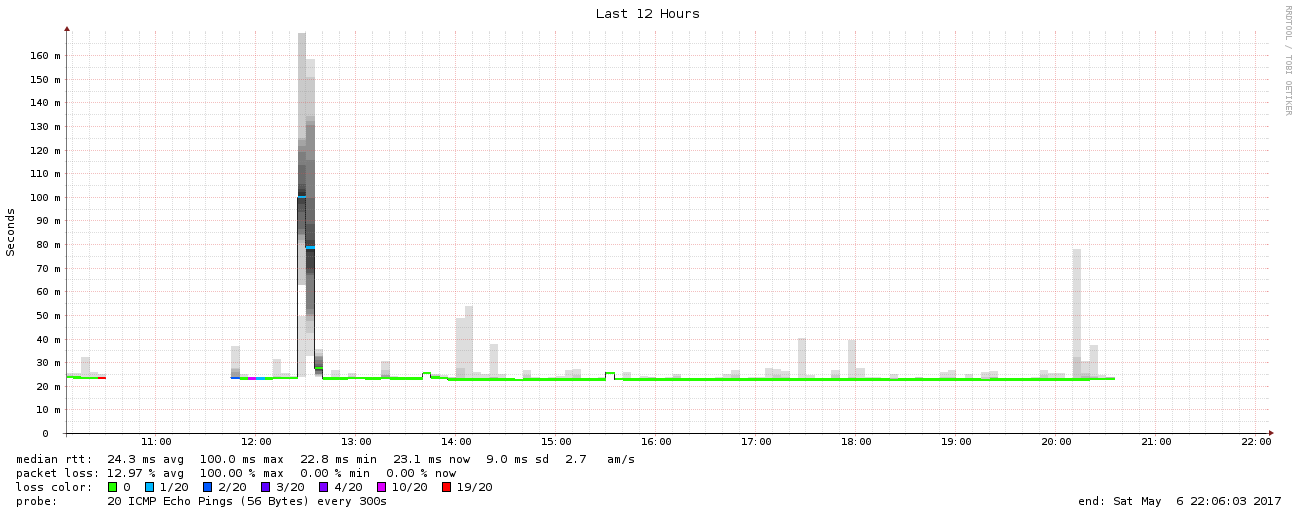 Last 12 Hours
RRDTOOL / TOBI OETIKER
Seconds
160 m
150 m
140 m
130 m
120 m
110 m
100 m
90 m
80 m
70 m
60 m
50 m
40 m
30 m
20 m
10 m
0
11:00 12:00 13:00 14:00 15:00 16:00 17:00 18:00 19:00 20:00 21:00 22:00
median rtt: 24.3 ms avg 100.0 ms max 22.8 ms min 23.1 ms now 9.0 ms sd 2.7 am/s
packet loss: 12.97 % avg 100.00 % max 0.00 % min 0.00 % now
loss color: 0 1/20 2/20 3/20 4/20 10/20 19/20
probe: 20 ICMP Echo Pings (56 Bytes) every 300s end: Sat May 6 22:06:03 2017